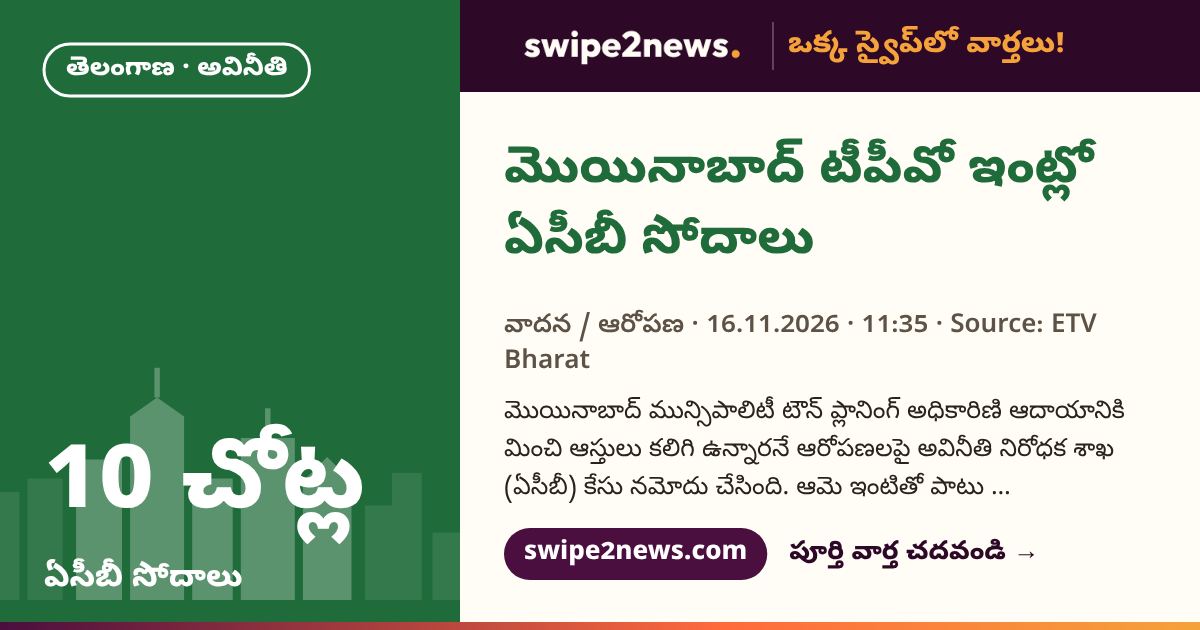 తెలంగాణ · అవినీతి
10 చోట్ల
ఏసీబీ సోదాలు
swipe2news.
ఒక్క స్వైప్‌లో వార్తలు!
మొయినాబాద్ టీపీవో ఇంట్లో
ఏసీబీ సోదాలు
వాదన / ఆరోపణ · 16.11.2026 · 11:35 · Source: ETV
Bharat
మొయినాబాద్ మున్సిపాలిటీ టౌన్ ప్లానింగ్ అధికారిణి ఆదాయానికి
మించి ఆస్తులు కలిగి ఉన్నారనే ఆరోపణలపై అవినీతి నిరోధక శాఖ
(ఏసీబీ) కేసు నమోదు చేసింది. ఆమె ఇంటితో పాటు ...
swipe2news.com
పూర్తి వార్త చదవండి →